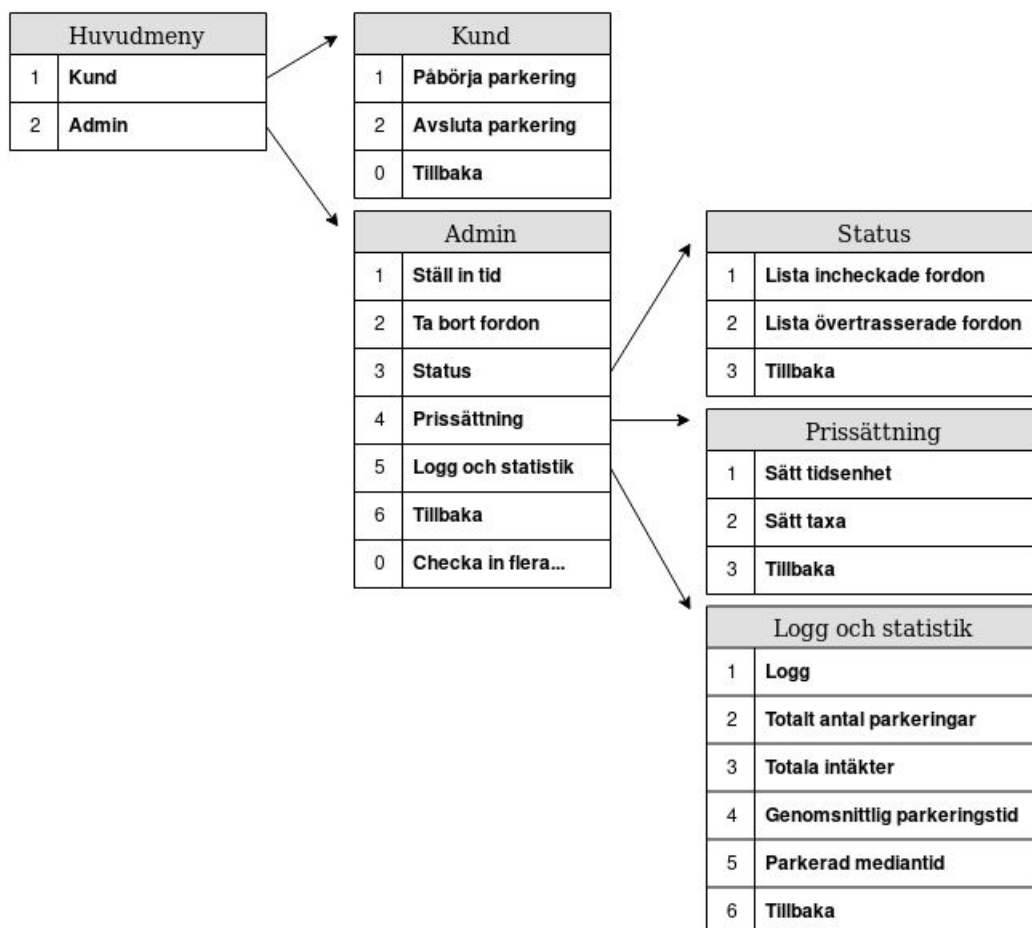 Huvudmeny
1 Kund
2 Admin
Kund
1 Påbörja parkering
2 Avsluta parkering
0 Tillbaka
Admin
1 Ställ in tid
2 Ta bort fordon
3 Status
4 Prissättning
5 Logg och statistik
6 Tillbaka
0 Checka in flera...
Status
1 Lista incheckade fordon
2 Lista övertrasserade fordon
3 Tillbaka
Prissättning
1 Sätt tidsenhet
2 Sätt taxa
3 Tillbaka
Logg och statistik
1 Logg
2 Totalt antal parkeringar
3 Totala intäkter
4 Genomsnittlig parkeringstid
5 Parkerad mediantid
6 Tillbaka